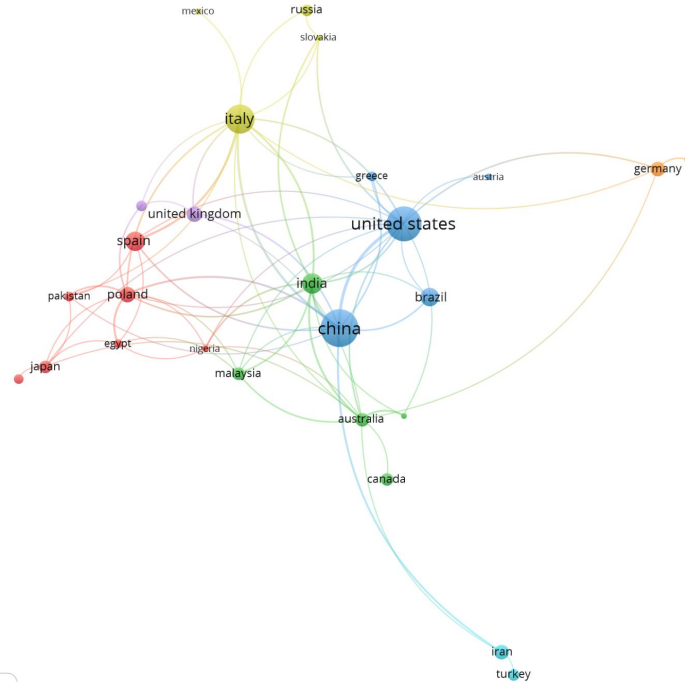 mexico
russia
slovakia
italy
greece
austria
germany
united kingdom
united states
spain
india
pakistan
poland
brazil
china
egypt
nigeria
japan
malaysia
australia
canada
iran
turkey